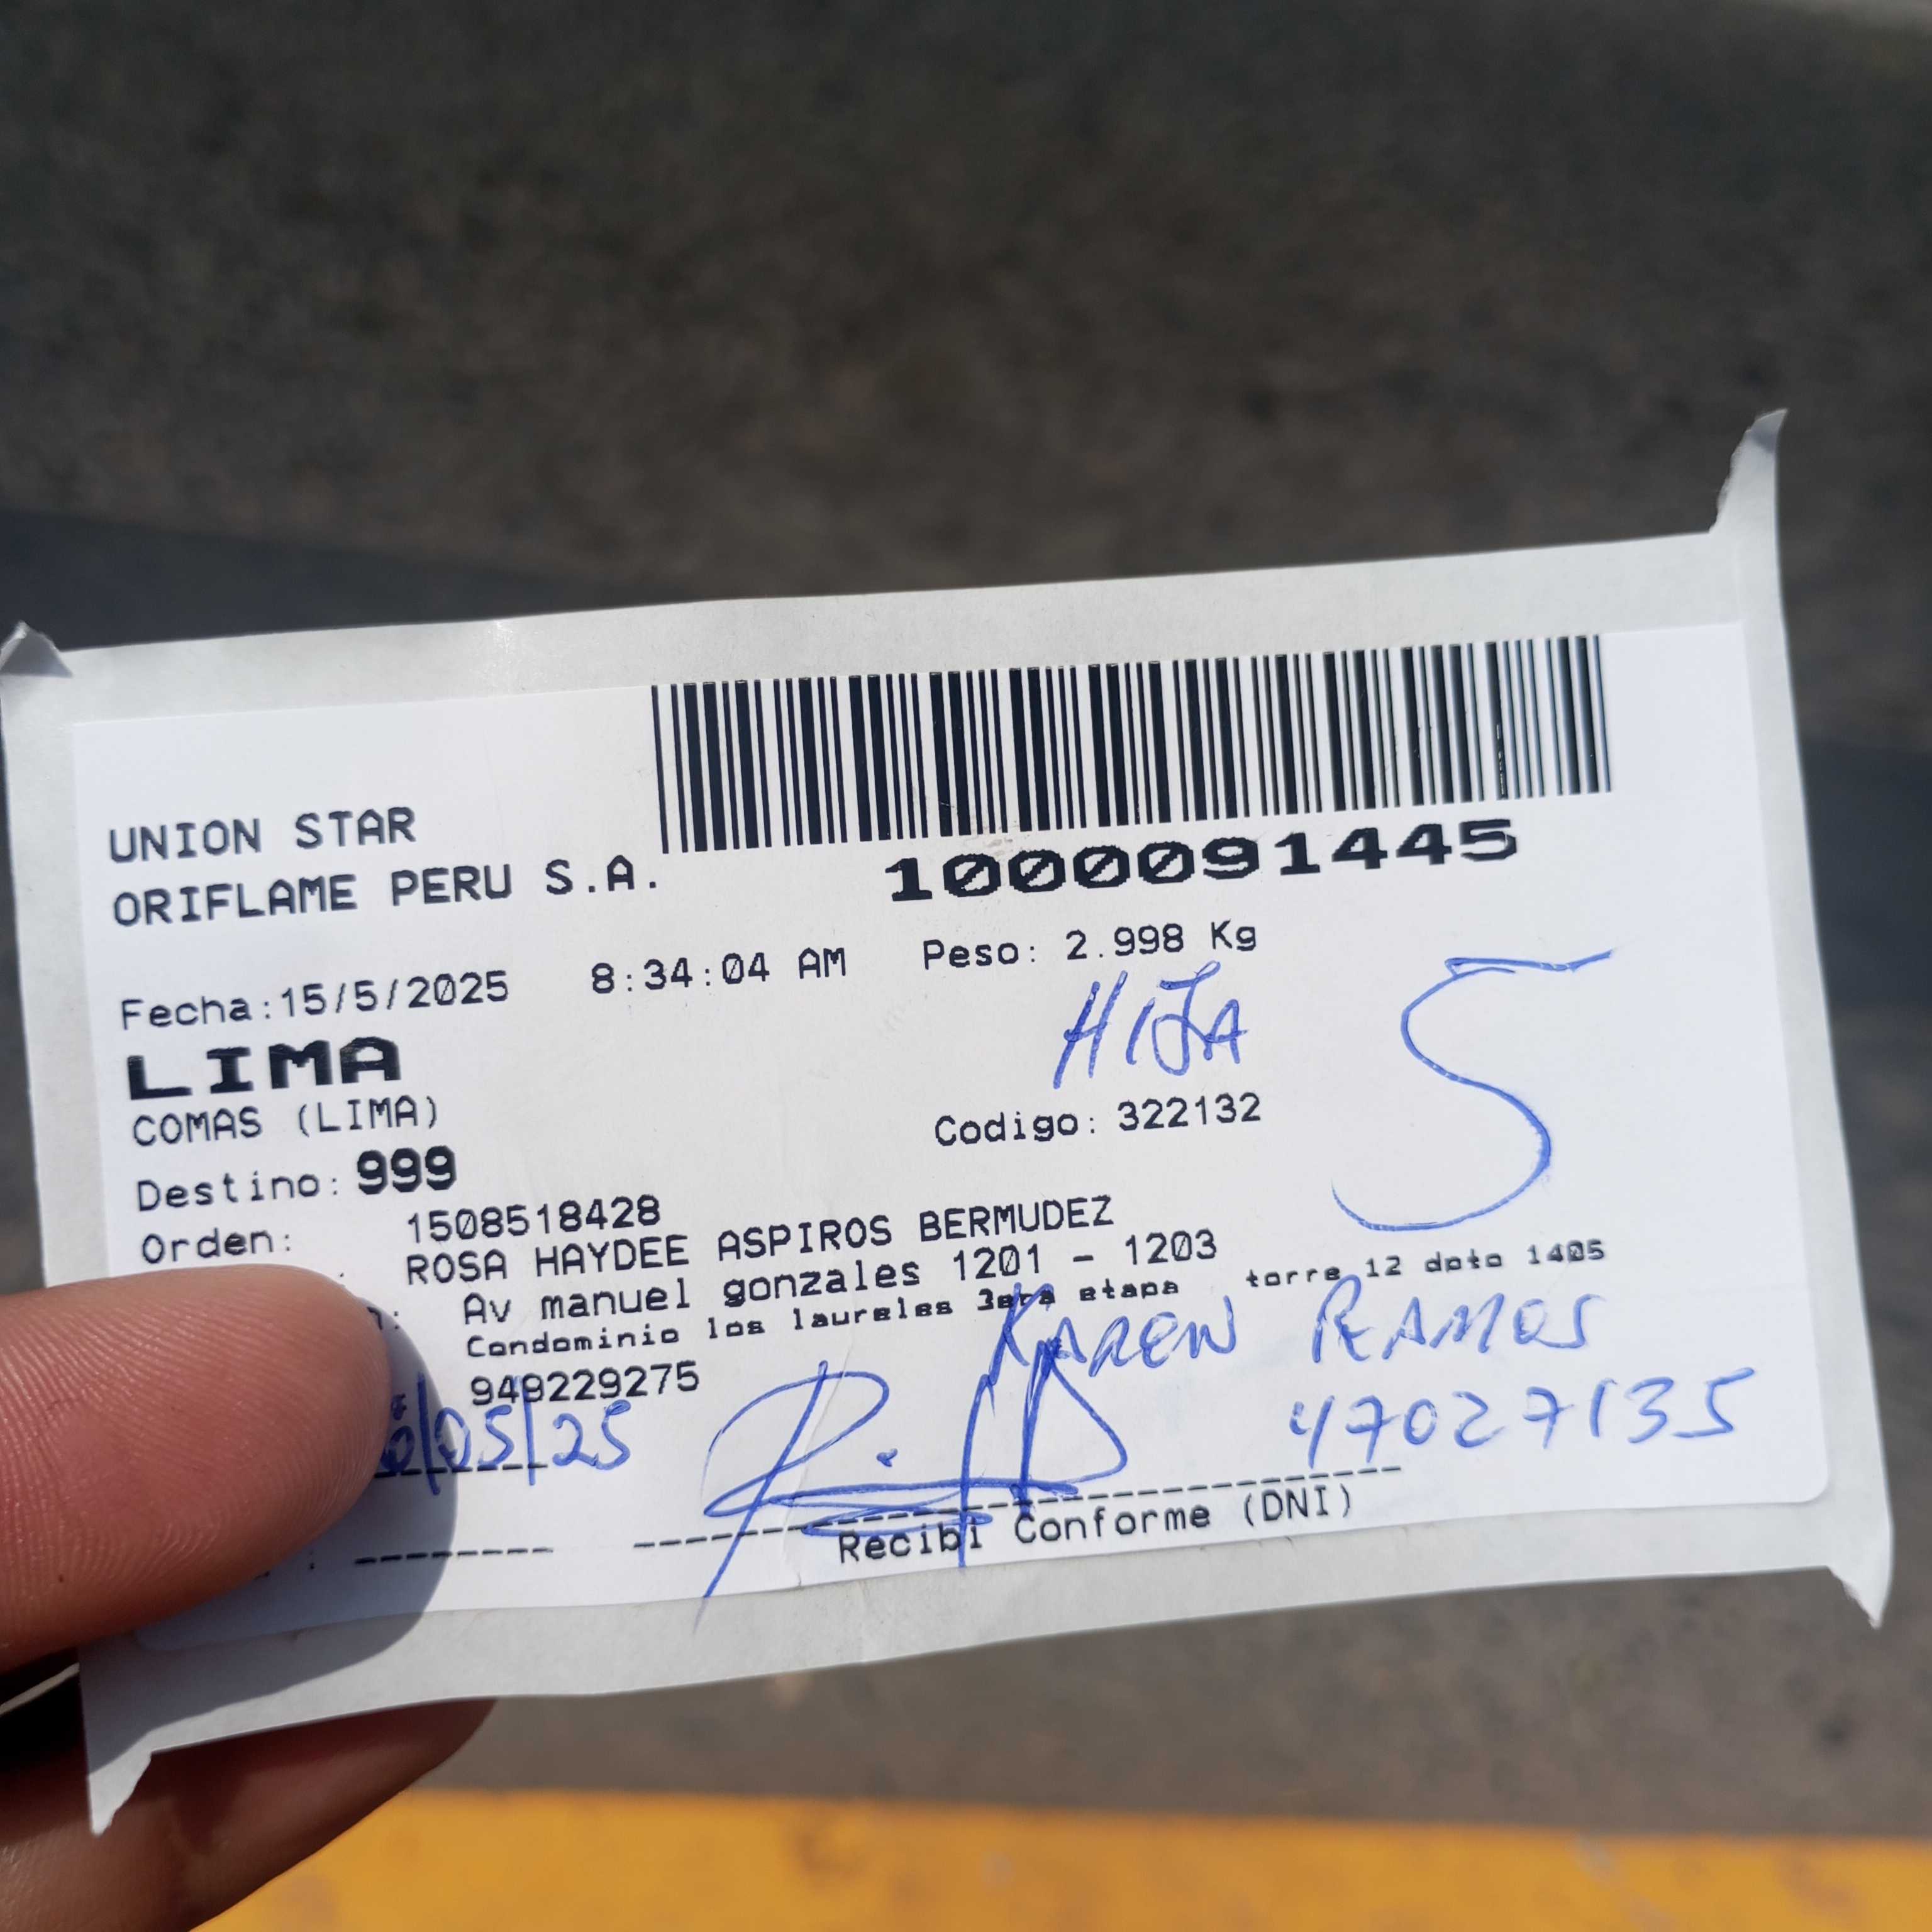 UNION STAR
ORIFLAME PERU S.A.
1000091445
Fecha:15/5/2025 8:34:04 AM Peso: 2.998 Kg
HIJA
LIMA
COMAS (LIMA)
Codigo: 322132
5
Destino: 999
Orden: 1508518428
ROSA HAYDEE ASPIROS BERMUDEZ
Av manuel gonzales 1201 - 1203
Condominio los laureles 3era etapa torre 12 dpto 1405
949229275
KAREN RAMOS
/05/25
47027135
Recibi Conforme (DNI)